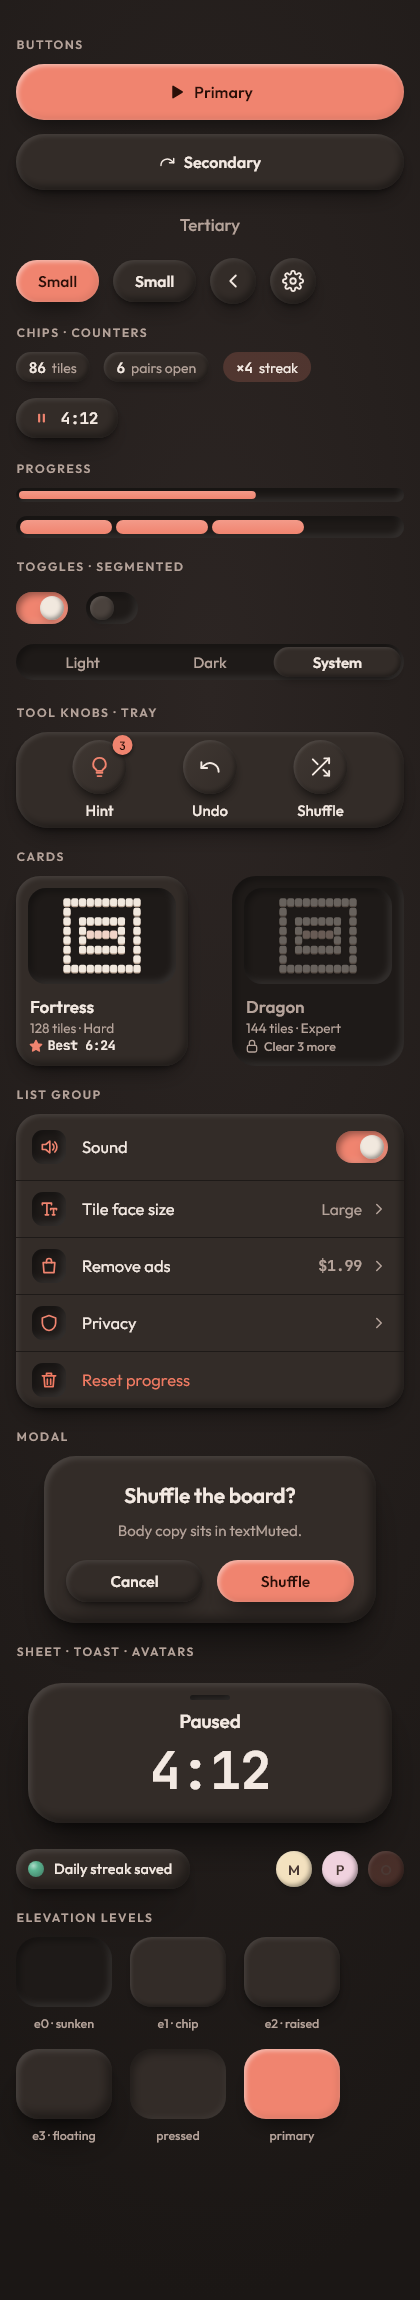 BUTTONS
Primary
Secondary
Tertiary
Small Small
CHIPS · COUNTERS
86 tiles 6 pairs open ×4 streak
4:12
PROGRESS
TOGGLES · SEGMENTED
Light Dark System
TOOL KNOBS · TRAY
3
Hint Undo Shuffle
CARDS
Fortress
128 tiles · Hard
Best 6:24
Dragon
144 tiles · Expert
Clear 3 more
LIST GROUP
Sound
Tile face size Large
Remove ads $1.99
Privacy
Reset progress
MODAL
Shuffle the board?
Body copy sits in textMuted.
Cancel Shuffle
SHEET · TOAST · AVATARS
Paused
4:12
Daily streak saved M P
ELEVATION LEVELS
e0 · sunken e1 · chip e2 · raised
e3 · floating pressed primary